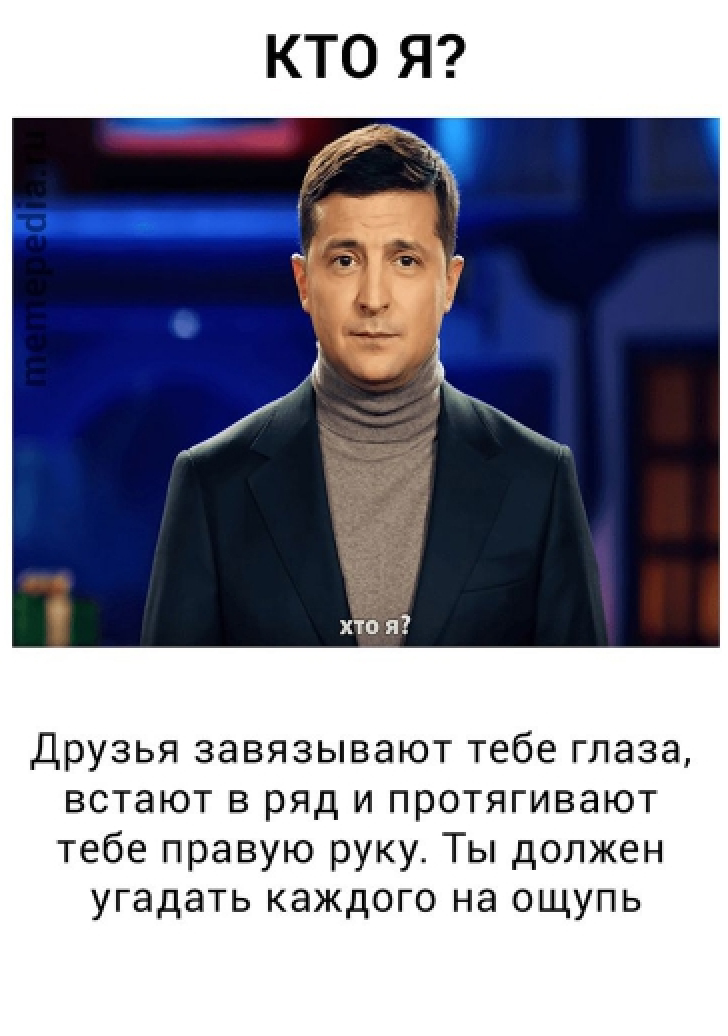 КТО Я?
memepedia.ru
хто я?
Друзья завязывают тебе глаза,
встают в ряд и протягивают
тебе правую руку. Ты должен
угадать каждого на ощупь